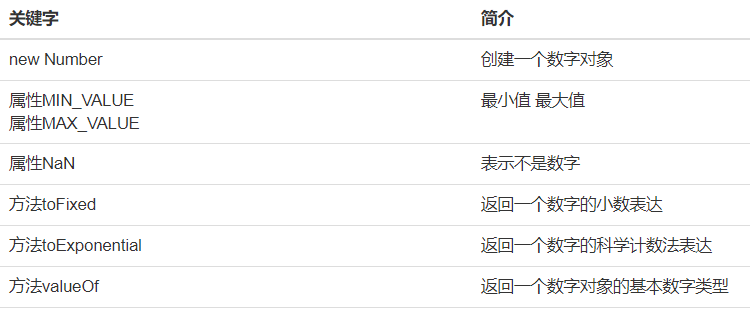 关键字 简介
new Number 创建一个数字对象
属性MIN_VALUE 最小值 最大值
属性MAX_VALUE
属性NaN 表示不是数字
方法toFixed 返回一个数字的小数表达
方法toExponential 返回一个数字的科学计数法表达
方法valueOf 返回一个数字对象的基本数字类型